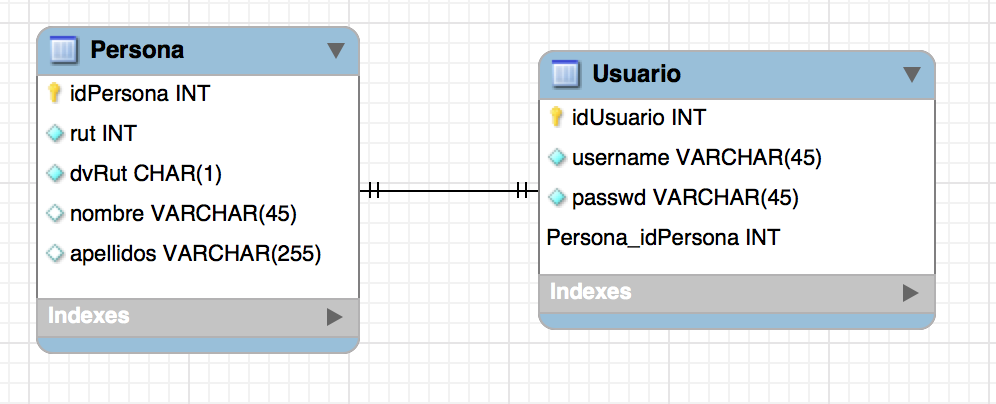 Persona
idPersona INT
rut INT
dvRut CHAR(1)
nombre VARCHAR(45)
apellidos VARCHAR(255)
Indexes
Usuario
idUsuario INT
username VARCHAR(45)
passwd VARCHAR(45)
Persona_idPersona INT
Indexes